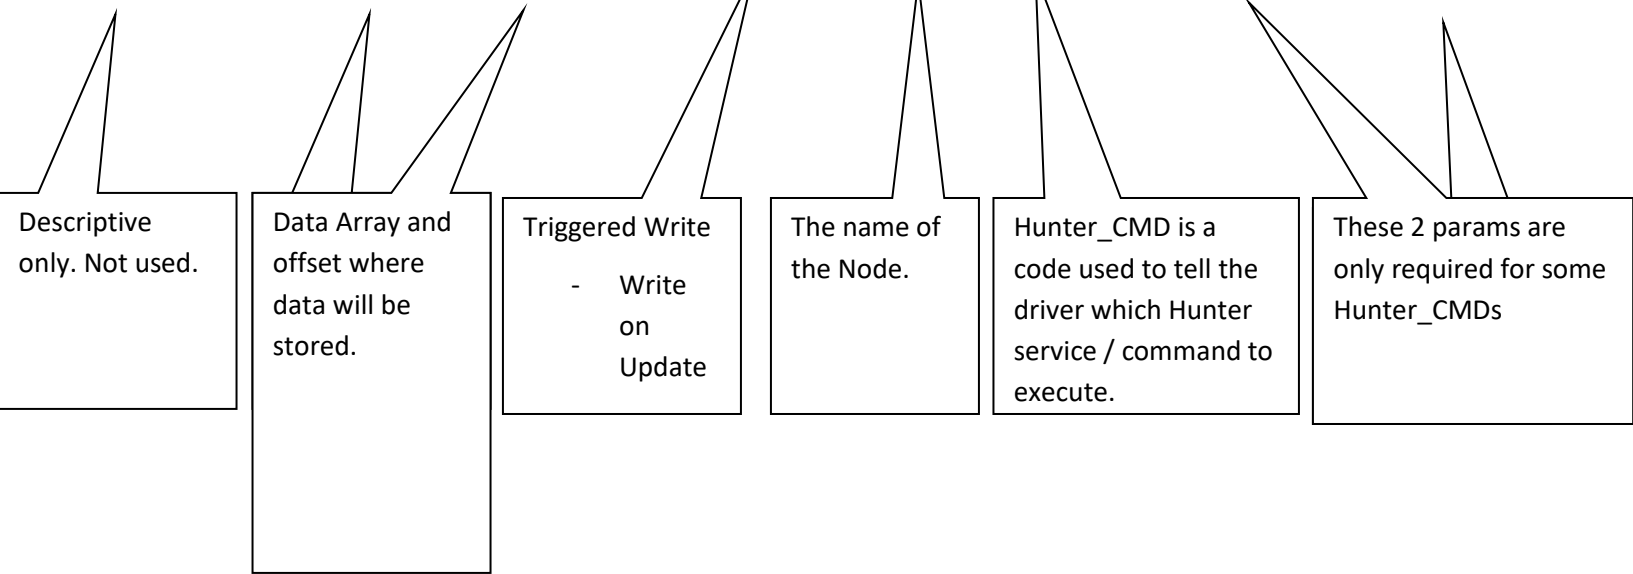 Descriptive
only. Not used.
Data Array and
offset where
data will be
stored.
Triggered Write
- Write
on
Update
The name of
the Node.
Hunter_CMD is a
code used to tell the
driver which Hunter
service / command to
execute.
These 2 params are
only required for some
Hunter_CMDs